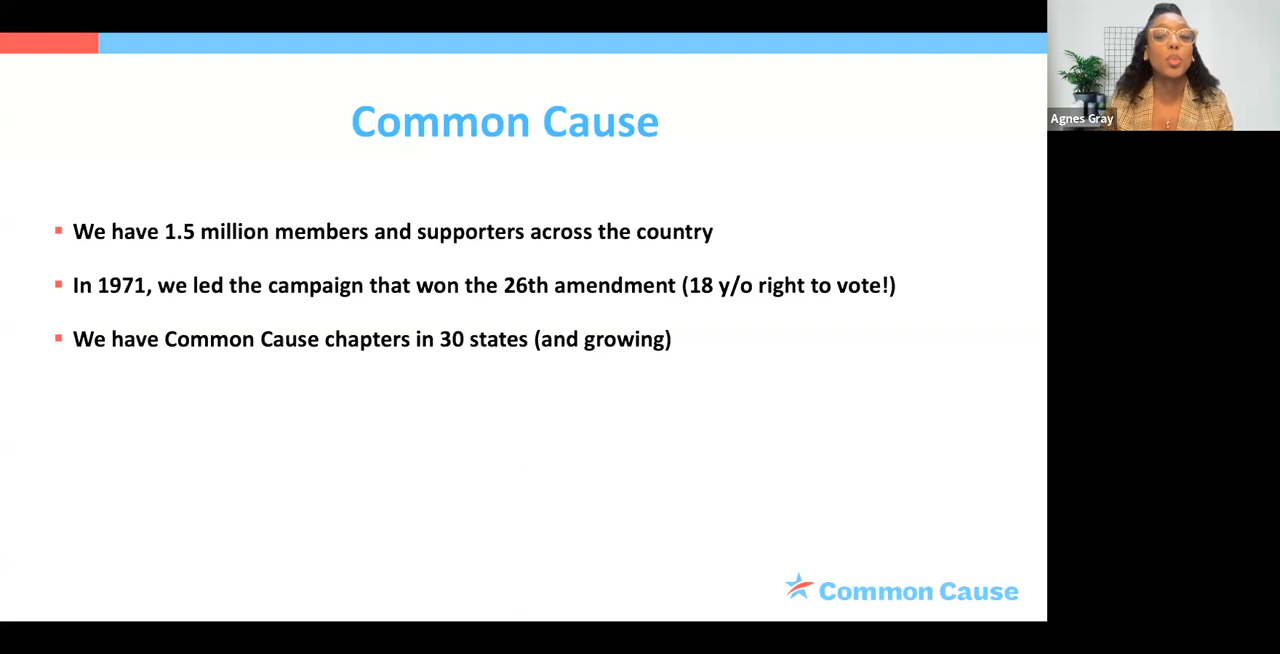 Common Cause
We have 1.5 million members and supporters across the country
In 1971, we led the campaign that won the 26th amendment (18 y/o right to vote!)
We have Common Cause chapters in 30 states (and growing)
Common Cause
Agnes Gray